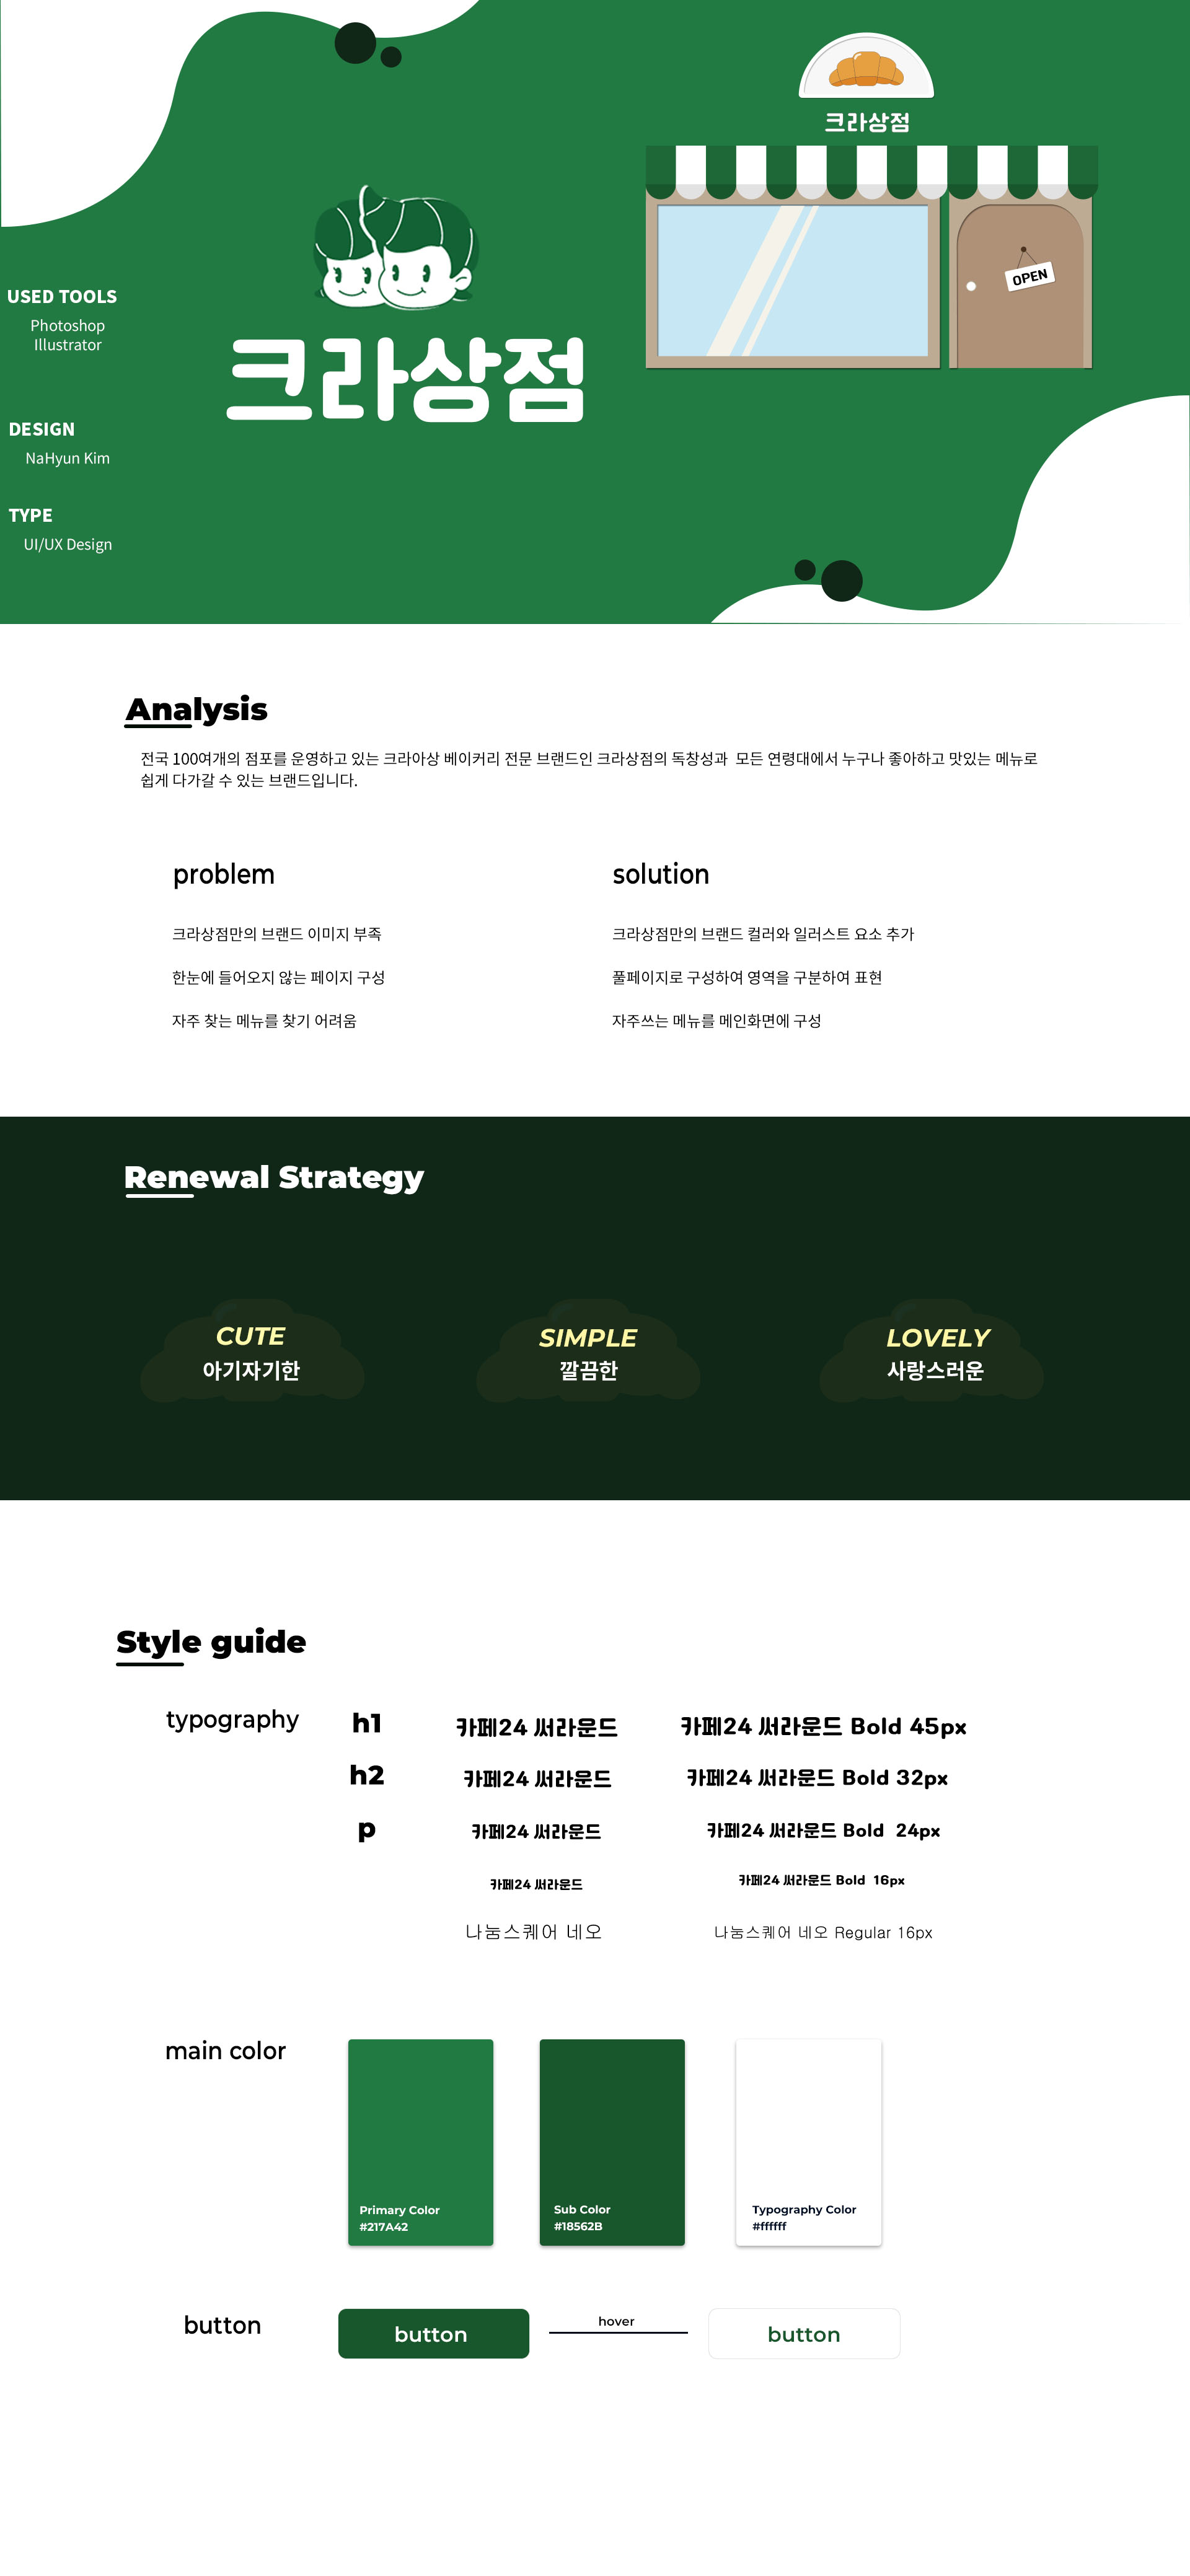 크라상점
OPEN
크라상점
USED TOOLS
Photoshop
Illustrator
DESIGN
NaHyun Kim
TYPE
UI/UX Design
Analysis
전국 100여개의 점포를 운영하고 있는 크라아상 베이커리 전문 브랜드인 크라상점의 독창성과 모든 연령대에서 누구나 좋아하고 맛있는 메뉴로
쉽게 다가갈 수 있는 브랜드입니다.
problem
크라상점만의 브랜드 이미지 부족
한눈에 들어오지 않는 페이지 구성
자주 찾는 메뉴를 찾기 어려움
solution
크라상점만의 브랜드 컬러와 일러스트 요소 추가
풀페이지로 구성하여 영역을 구분하여 표현
자주쓰는 메뉴를 메인화면에 구성
Renewal Strategy
CUTE
아기자기한
SIMPLE
깔끔한
LOVELY
사랑스러운
Style guide
typography
h1 카페24 써라운드 카페24 써라운드 Bold 45px
h2 카페24 써라운드 카페24 써라운드 Bold 32px
p 카페24 써라운드 카페24 써라운드 Bold 24px
카페24 써라운드 카페24 써라운드 Bold 16px
나눔스퀘어 네오 나눔스퀘어 네오 Regular 16px
main color
Primary Color
#217A42
Sub Color
#18562B
Typography Color
#ffffff
button
button
hover
button